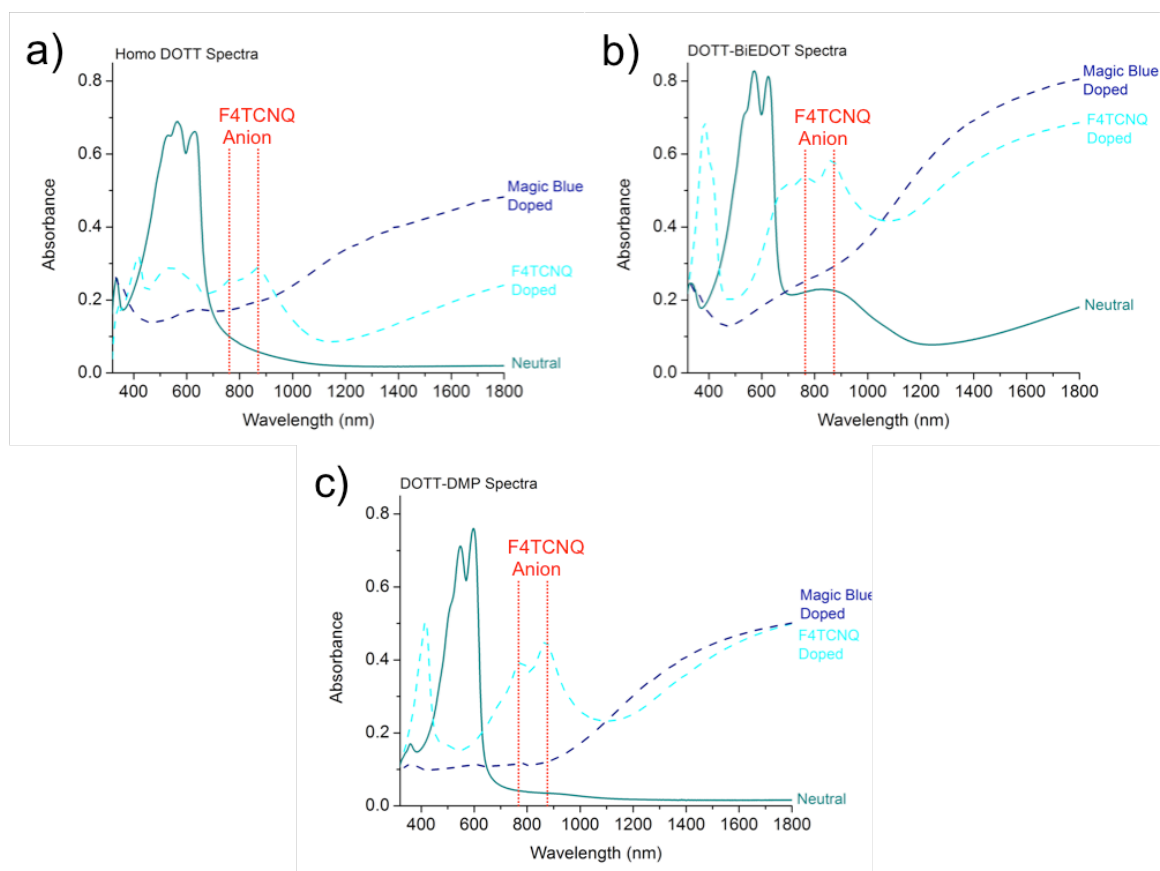 a)
Homo DOTT Spectra
0.8
0.6
0.4
0.2
0.0
Absorbance
F4TCNQ
Anion
Magic Blue
Doped
F4TCNQ
Doped
Neutral
400 600 800 1000 1200 1400 1600 1800
Wavelength (nm)
b)
DOTT-BiEDOT Spectra
0.8
0.6
0.4
0.2
0.0
Absorbance
F4TCNQ
Anion
Magic Blue
Doped
F4TCNQ
Doped
Neutral
400 600 800 1000 1200 1400 1600 1800
Wavelength (nm)
c)
DOTT-DMP Spectra
0.8
0.6
0.4
0.2
0.0
Absorbance
F4TCNQ
Anion
Magic Blue
Doped
F4TCNQ
Doped
Neutral
400 600 800 1000 1200 1400 1600 1800
Wavelength (nm)